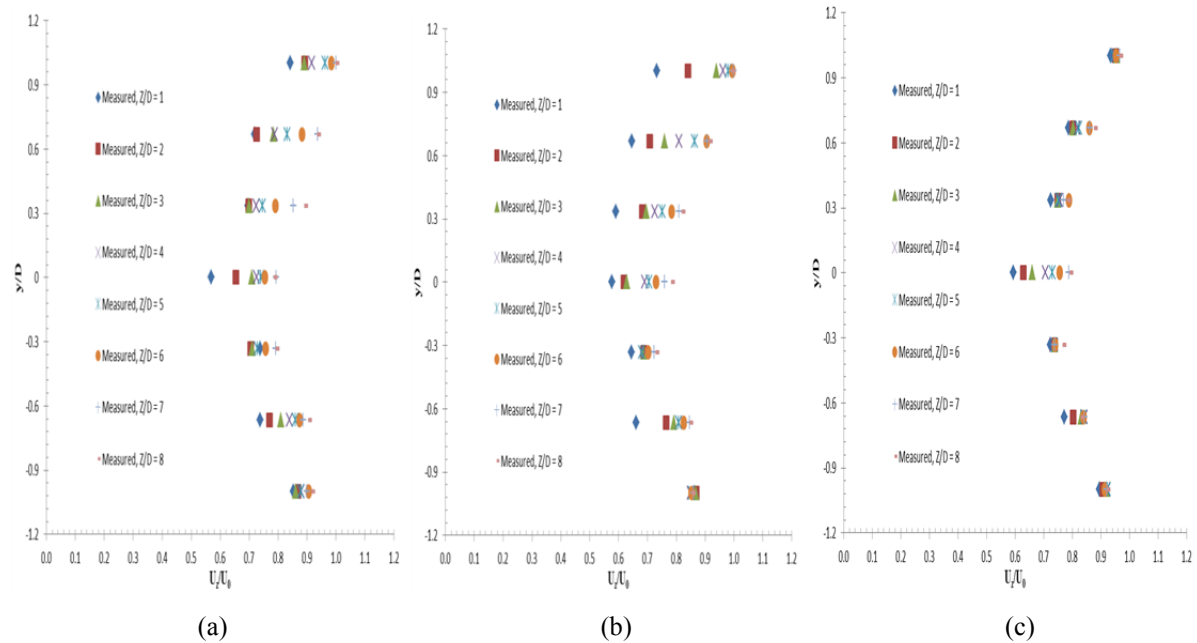 1.2
0.9
0.6
0.3
0
-0.3
-0.6
-0.9
-1.2
y/D
Measured, Z/D = 1
Measured, Z/D = 2
Measured, Z/D = 3
Measured, Z/D = 4
Measured, Z/D = 5
Measured, Z/D = 6
Measured, Z/D = 7
Measured, Z/D = 8
0.0 0.1 0.2 0.3 0.4 0.5 0.6 0.7 0.8 0.9 1.0 1.1 1.2
Uz/U0
(a)
1.2
0.9
0.6
0.3
0
-0.3
-0.6
-0.9
-1.2
y/D
Measured, Z/D = 1
Measured, Z/D = 2
Measured, Z/D = 3
Measured, Z/D = 4
Measured, Z/D = 5
Measured, Z/D = 6
Measured, Z/D = 7
Measured, Z/D = 8
0.0 0.1 0.2 0.3 0.4 0.5 0.6 0.7 0.8 0.9 1.0 1.1 1.2
Uz/U0
(b)
1.2
0.9
0.6
0.3
0
-0.3
-0.6
-0.9
-1.2
y/D
Measured, Z/D = 1
Measured, Z/D = 2
Measured, Z/D = 3
Measured, Z/D = 4
Measured, Z/D = 5
Measured, Z/D = 6
Measured, Z/D = 7
Measured, Z/D = 8
0.0 0.1 0.2 0.3 0.4 0.5 0.6 0.7 0.8 0.9 1.0 1.1 1.2
Uz/U0
(c)